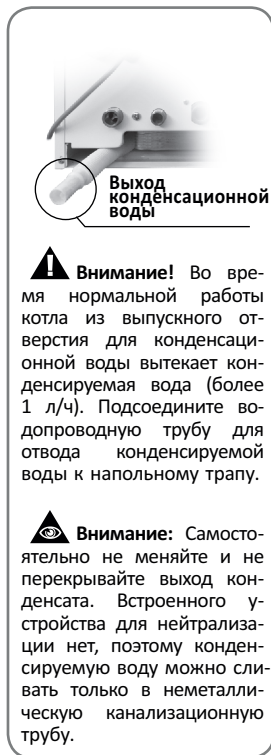 Выход
конденсационной
воды
Внимание! Во вре-
мя нормальной работы
котла из выпускного от-
верстия для конденсаци-
онной воды вытекает кон-
денсируемая вода (более
1 л/ч). Подсоедините во-
допроводную трубу для
отвода конденсируемой
воды к напольному трапу.
Внимание: Самосто-
ятельно не меняйте и не
перекрывайте выход кон-
денсата. Встроенного у-
стройства для нейтрализа-
ции нет, поэтому конден-
сируемую воду можно сли-
вать только в неметалли-
ческую канализационную
трубу.